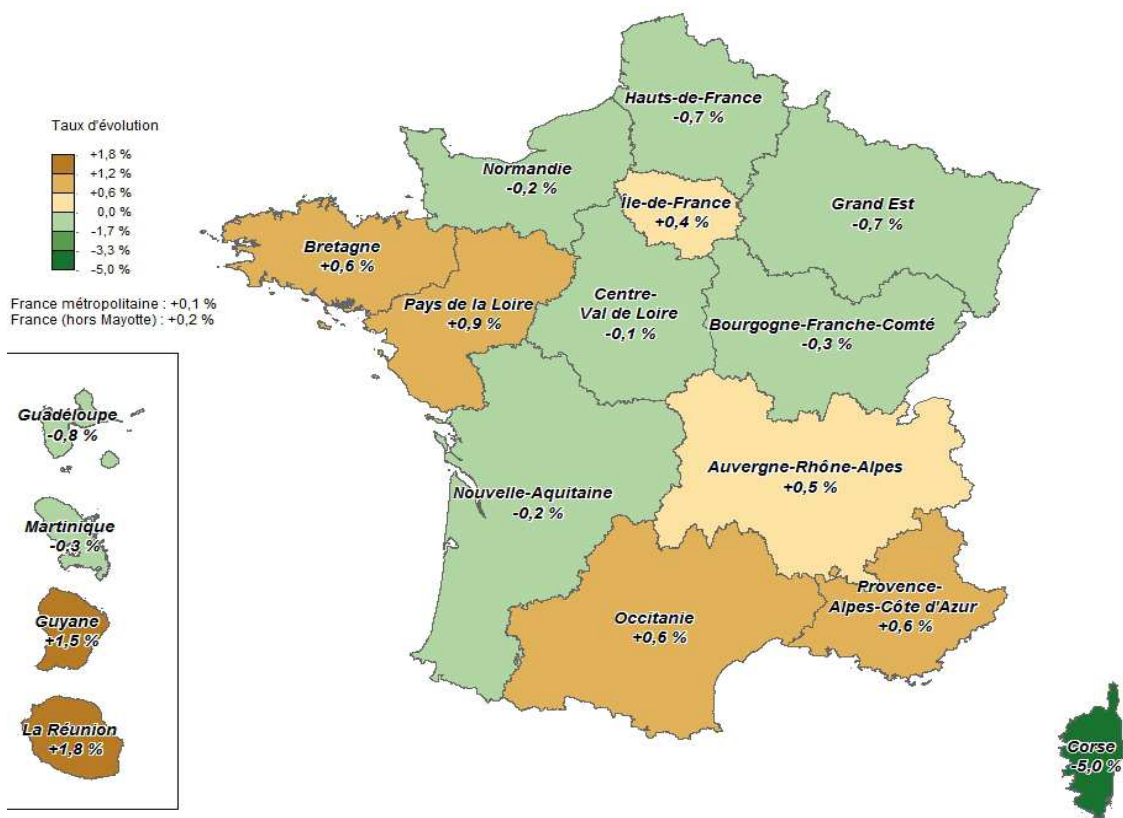 Taux d'évolution
+1,8 %
+1,2 %
+0,6 %
0,0 %
-1,7 %
-3,3 %
-5,0 %
France métropolitaine : +0,1 %
France (hors Mayotte) : +0,2 %
Hauts-de-France
-0,7 %
Normandie
-0,2 %
Île-de-France
+0,4 %
Grand Est
-0,7 %
Bretagne
+0,6 %
Pays de la Loire
+0,9 %
Centre-
Val de Loire
-0,1 %
Bourgogne-Franche-Comté
-0,3 %
Auvergne-Rhône-Alpes
+0,5 %
Nouvelle-Aquitaine
-0,2 %
Occitanie
+0,6 %
Provence-
Alpes-Côte d'Azur
+0,6 %
Corse
-5,0 %
Guadéloupe
-0,8 %
Martinique
-0,3 %
Guyane
+1,5 %
La Réunion
+1,8 %